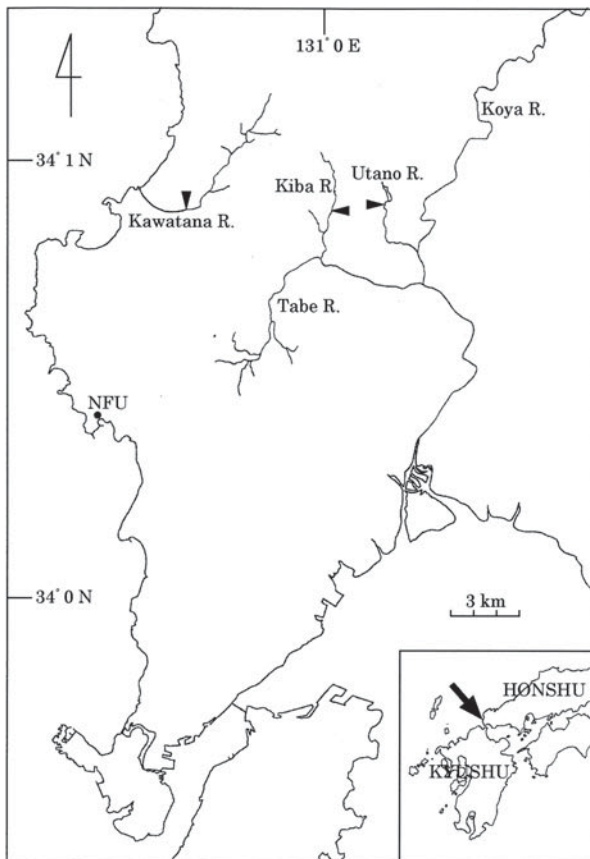 131° 0 E
Koya R.
34° 1 N
Kiba R.
Utano R.
Kawatana R.
Tabe R.
NFU
34° 0 N
3 km
HONSHU
KYUSHU